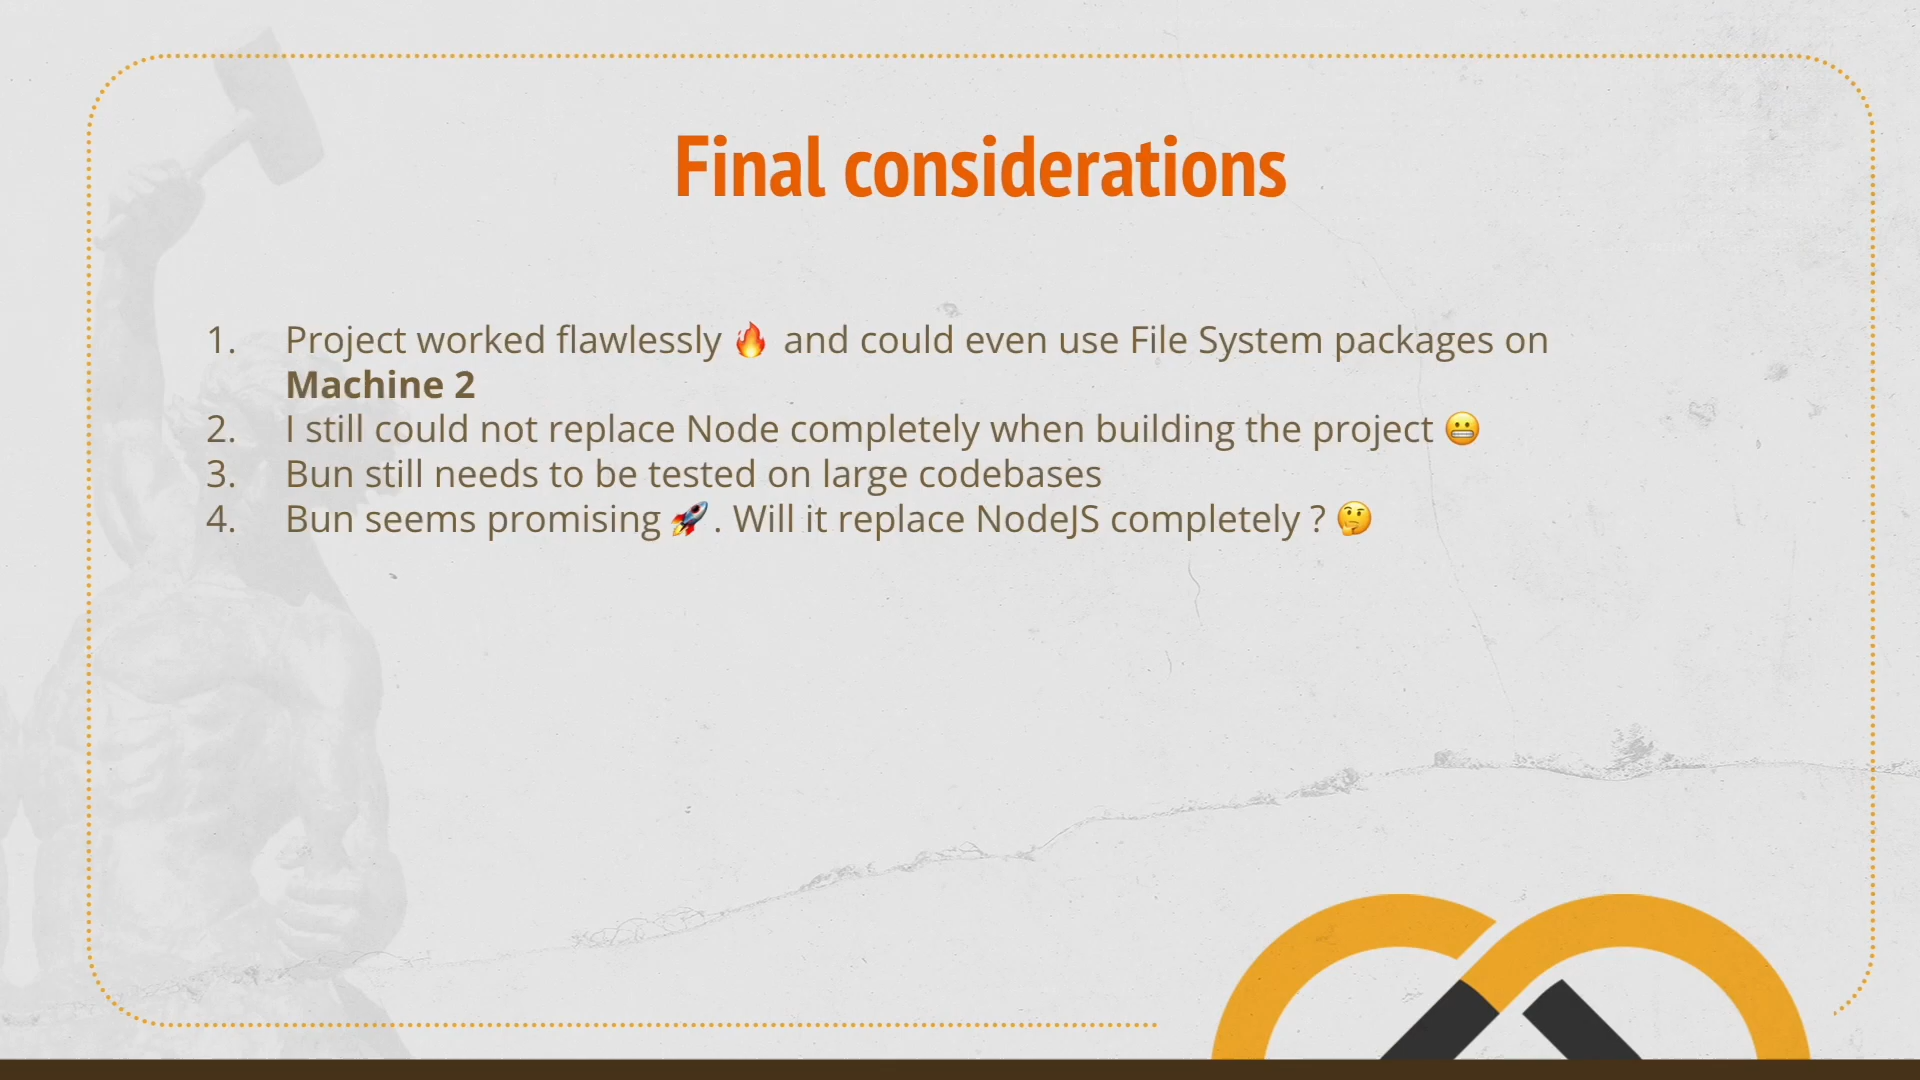 Final considerations
1. Project worked flawlessly 🔥 and could even use File System packages on
Machine 2
2. I still could not replace Node completely when building the project 😬
3. Bun still needs to be tested on large codebases
4. Bun seems promising 🚀. Will it replace NodeJS completely ? 🤔